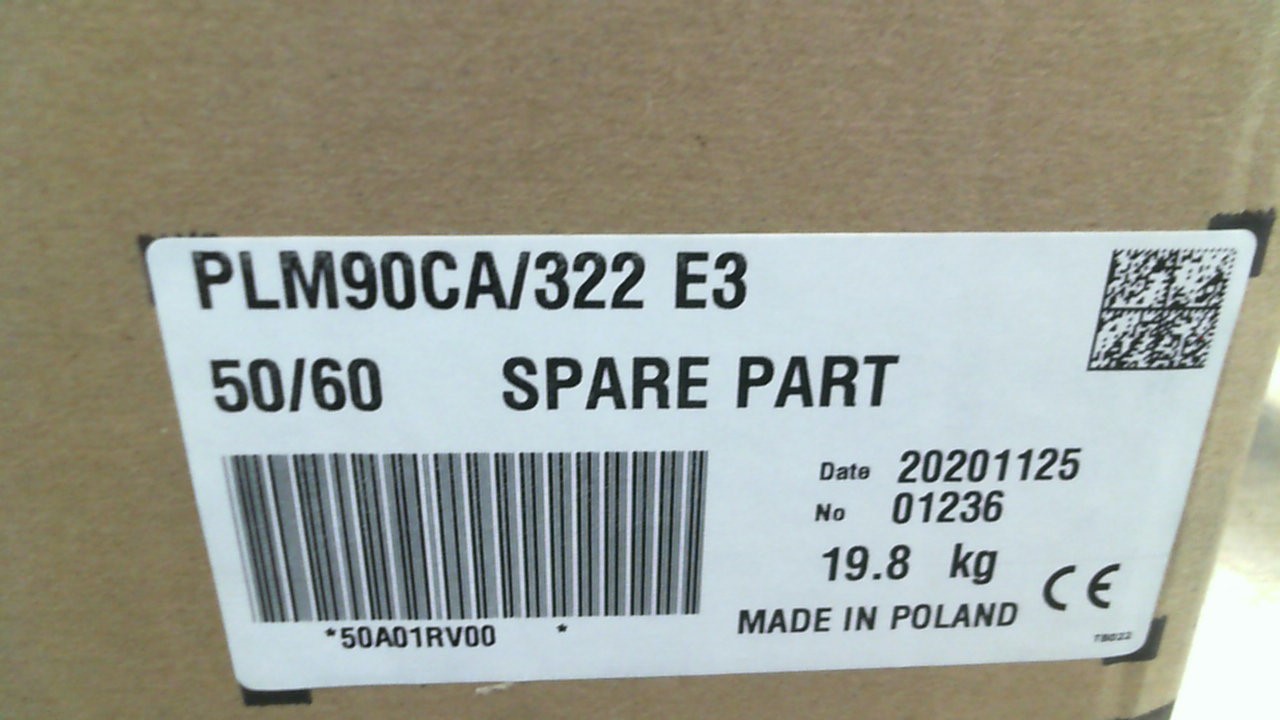 PLM90CA/322 E3
50/60 SPARE PART
Date 20201125
No 01236
19.8 kg
MADE IN POLAND CE
*50A01RV00 *
TB022